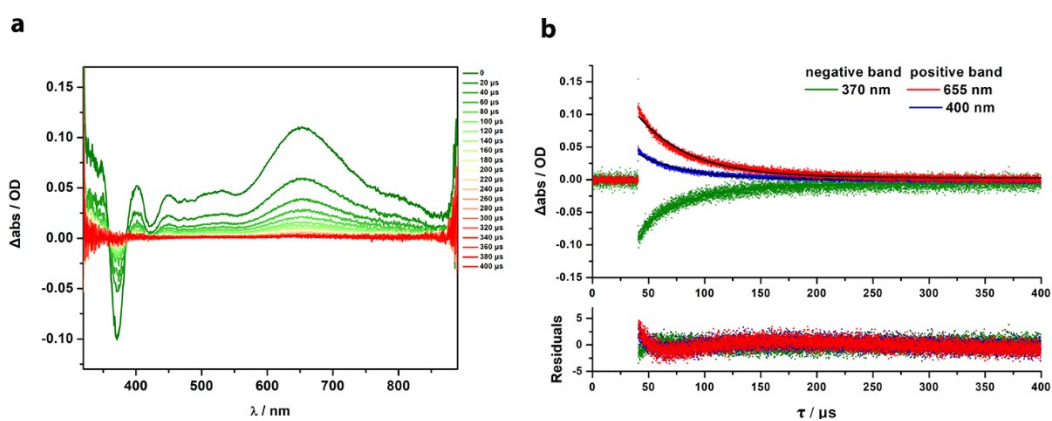 a
Δabs / OD
0.15
0.10
0.05
0.00
-0.05
-0.10
400 500 600 700 800
λ / nm
0
20 µs
40 µs
60 µs
80 µs
100 µs
120 µs
140 µs
160 µs
180 µs
200 µs
220 µs
240 µs
260 µs
280 µs
300 µs
320 µs
340 µs
360 µs
380 µs
400 µs
b
negative band positive band
370 nm 655 nm
400 nm
Δabs / OD
0.15
0.10
0.05
0.00
-0.05
-0.10
-0.15
0 50 100 150 200 250 300 350 400
Residuals
5
0
-5
0 50 100 150 200 250 300 350 400
τ / µs